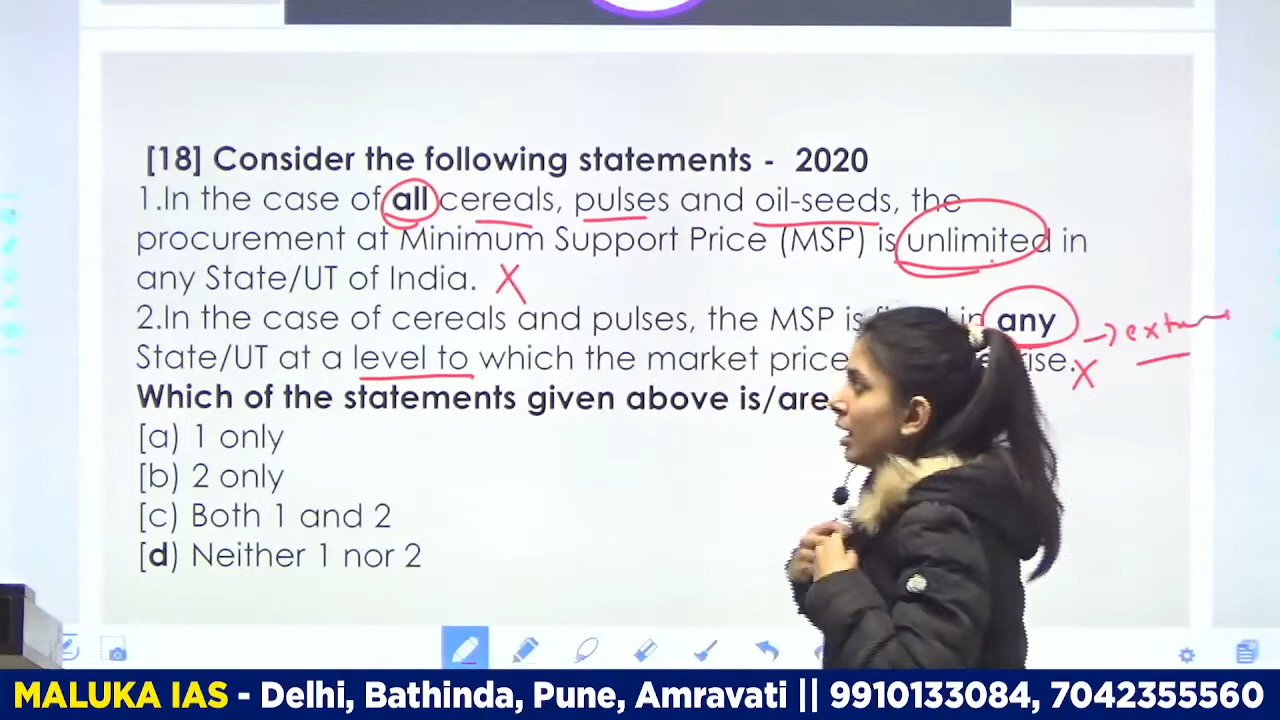 [18] Consider the following statements - 2020
1.In the case of all cereals, pulses and oil-seeds, the
procurement at Minimum Support Price (MSP) is unlimited in
any State/UT of India. X
2.In the case of cereals and pulses, the MSP is in any
State/UT at a level to which the market price rise. X
Which of the statements given above is/are
[a) 1 only
[b) 2 only
[c) Both 1 and 2
[d) Neither 1 nor 2
MALUKA IAS - Delhi, Bathinda, Pune, Amravati || 9910133084, 7042355560